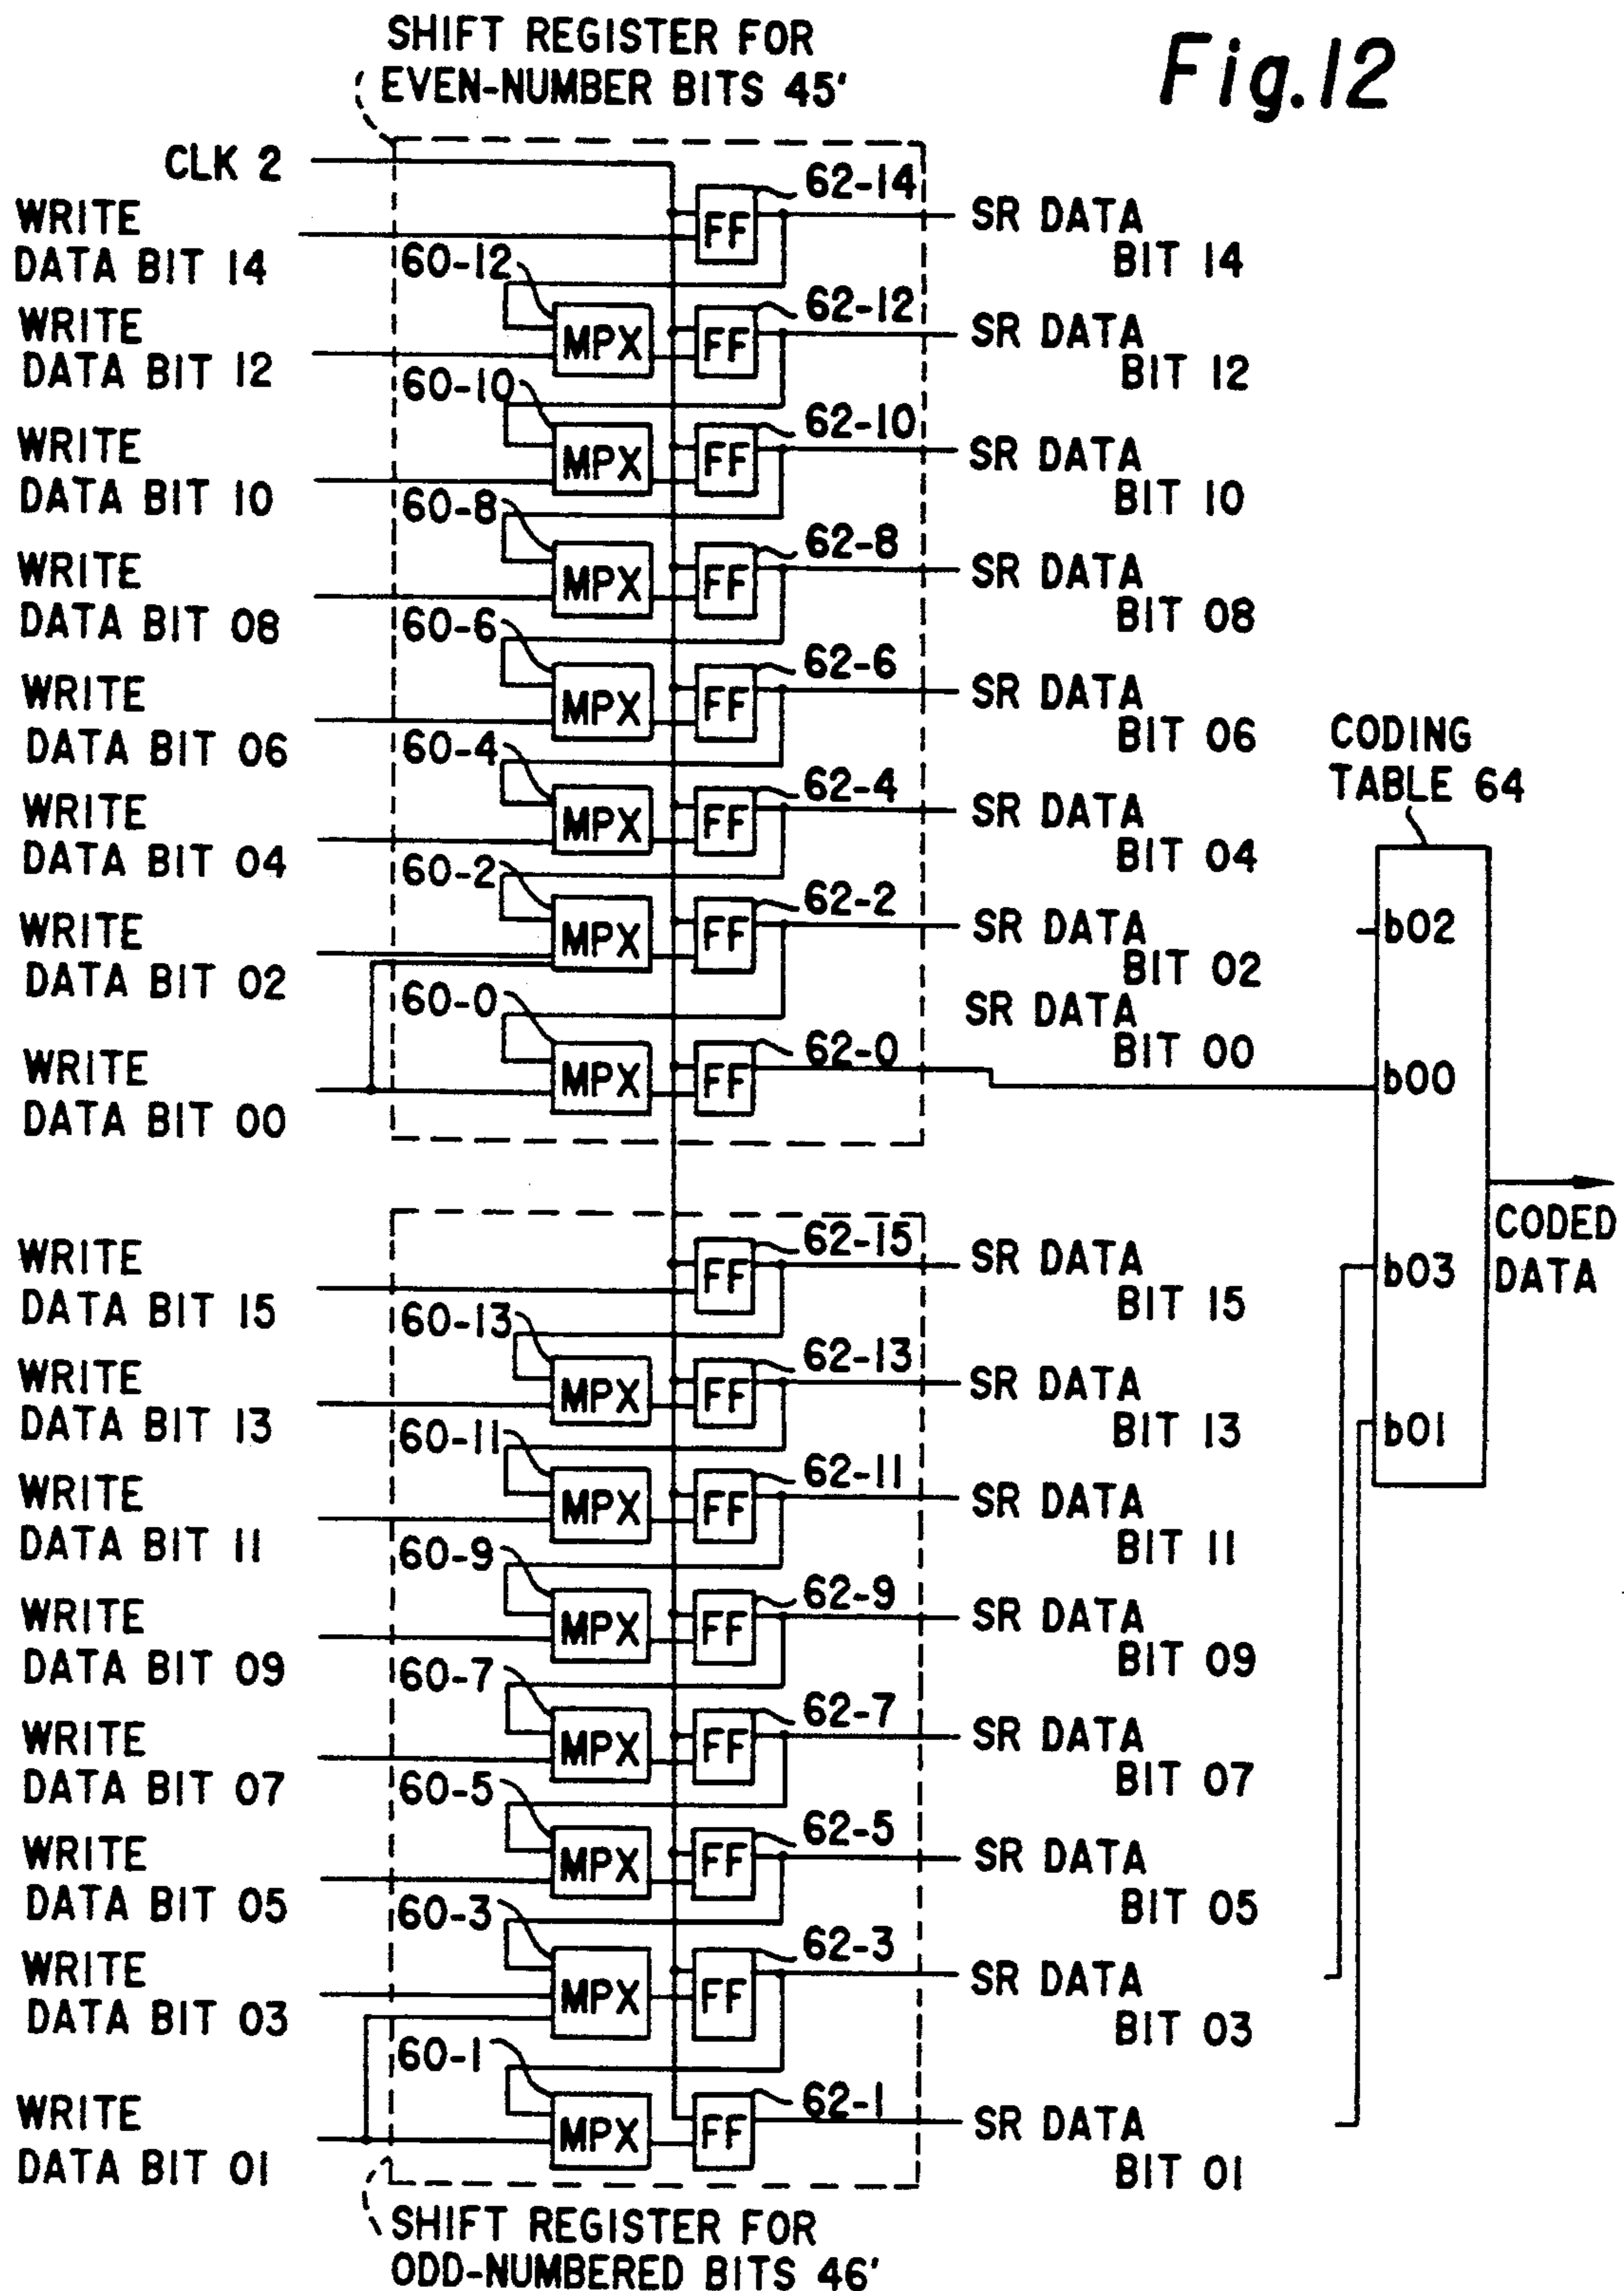 Fig.12
SHIFT REGISTER FOR
EVEN-NUMBER BITS 45'
CLK 2
WRITE
DATA BIT 14
FF
62-14
SR DATA
BIT 14
60-12
WRITE
DATA BIT 12
MPX
FF
62-12
SR DATA
BIT 12
60-10
WRITE
DATA BIT 10
MPX
FF
62-10
SR DATA
BIT 10
60-8
WRITE
DATA BIT 08
MPX
FF
62-8
SR DATA
BIT 08
60-6
WRITE
DATA BIT 06
MPX
FF
62-6
SR DATA
BIT 06
60-4
WRITE
DATA BIT 04
MPX
FF
62-4
SR DATA
BIT 04
60-2
WRITE
DATA BIT 02
MPX
FF
62-2
SR DATA
BIT 02
60-0
WRITE
DATA BIT 00
MPX
FF
62-0
SR DATA
BIT 00
CODING
TABLE 64
b02
b00
b03
b01
CODED
DATA
WRITE
DATA BIT 15
FF
62-15
SR DATA
BIT 15
60-13
WRITE
DATA BIT 13
MPX
FF
62-13
SR DATA
BIT 13
60-11
WRITE
DATA BIT 11
MPX
FF
62-11
SR DATA
BIT 11
60-9
WRITE
DATA BIT 09
MPX
FF
62-9
SR DATA
BIT 09
60-7
WRITE
DATA BIT 07
MPX
FF
62-7
SR DATA
BIT 07
60-5
WRITE
DATA BIT 05
MPX
FF
62-5
SR DATA
BIT 05
60-3
WRITE
DATA BIT 03
MPX
FF
62-3
SR DATA
BIT 03
60-1
WRITE
DATA BIT 01
MPX
FF
62-1
SR DATA
BIT 01
SHIFT REGISTER FOR
ODD-NUMBERED BITS 46'